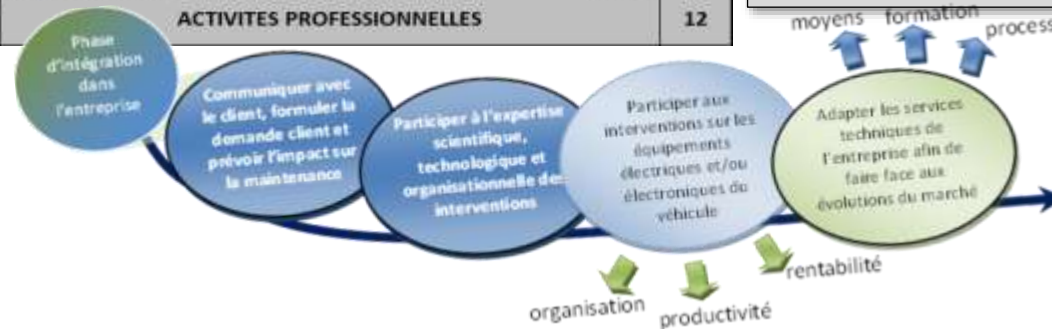 ACTIVITES PROFESSIONNELLES 12
Phase
d'intégration
dans
l'entreprise
Communiquer avec
le client, formuler la
demande client et
prévoir l'impact sur
la maintenance
Participer à l'expertise
scientifique,
technologique et
organisationnelle des
interventions
Participer aux
interventions sur les
équipements
électriques et/ou
électroniques du
véhicule
Adapter les services
techniques de
l'entreprise afin de
faire face aux
évolutions du marché
moyens formation process
organisation productivité rentabilité